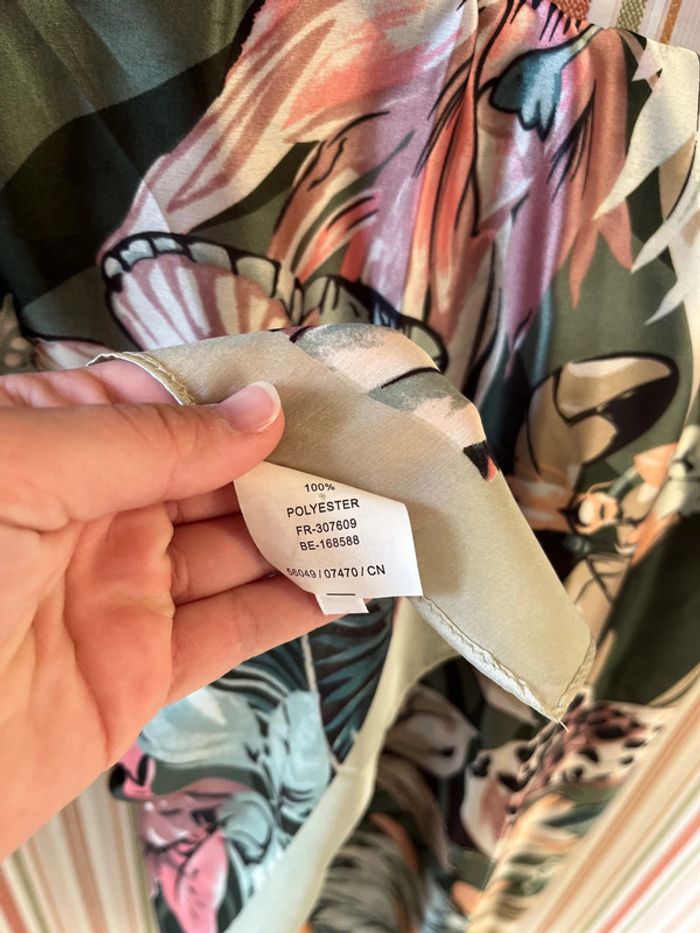 100%
POLYESTER
FR-307609
BE-168588
56049 / 07470 / CN